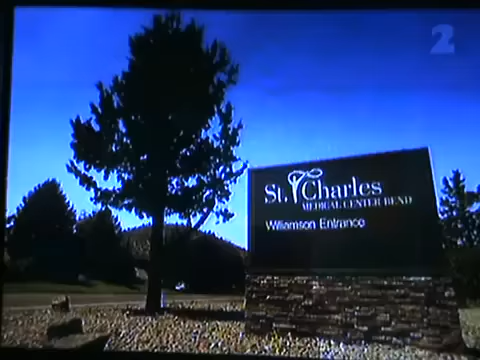 2
St. Charles
MEDICAL CENTER BEND
Williamson Entrance